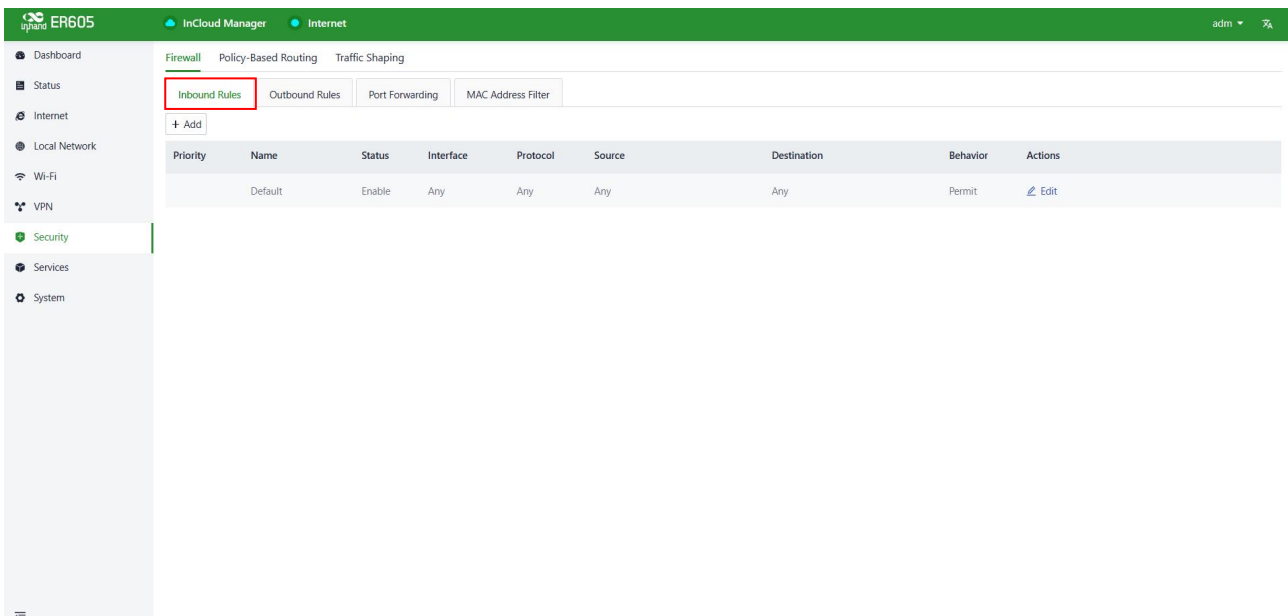 inhand ER605 InCloud Manager Internet adm
Dashboard
Status
Internet
Local Network
Wi-Fi
VPN
Security
Services
System
Firewall Policy-Based Routing Traffic Shaping
Inbound Rules Outbound Rules Port Forwarding MAC Address Filter
+ Add
Priority Name Status Interface Protocol Source Destination Behavior Actions
Default Enable Any Any Any Any Permit Edit